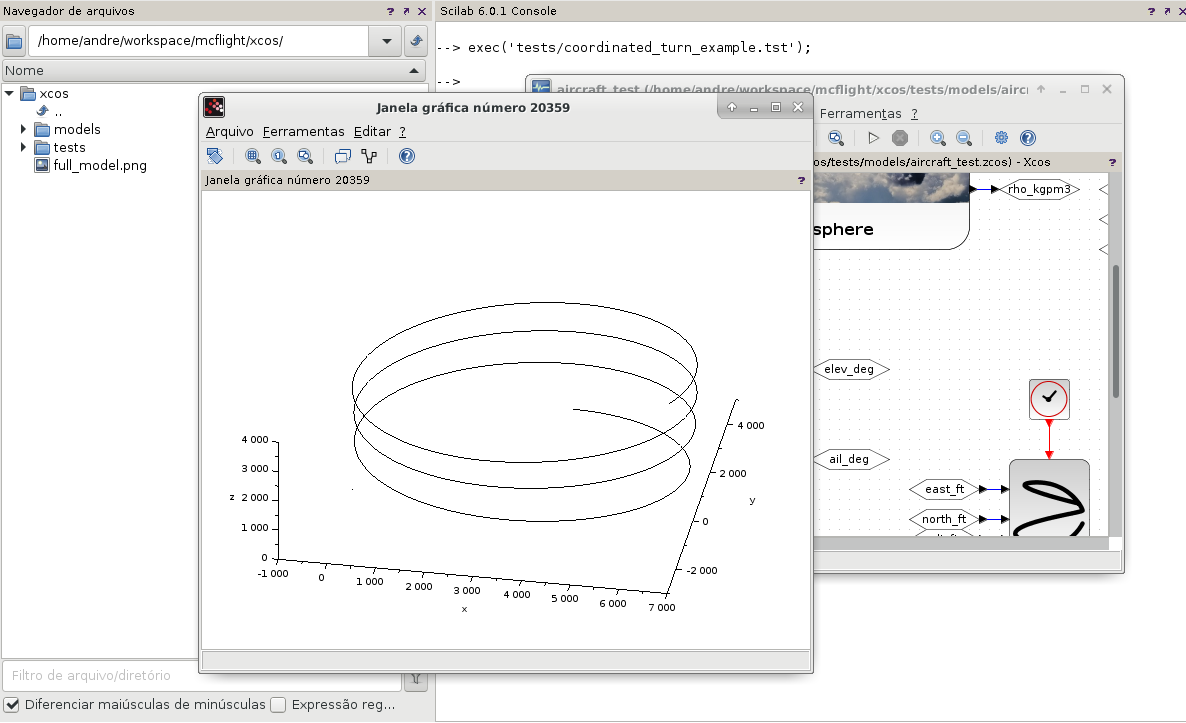 Navegador de arquivos
? ↗ ✕
/home/andre/workspace/mcflight/xcos/
Nome
xcos
..
models
tests
full_model.png
Filtro de arquivo/diretório
Diferenciar maiúsculas de minúsculas
Expressão reg...
Scilab 6.0.1 Console
? ↗ ✕
--> exec('tests/coordinated_turn_example.tst');
-->
aircraft_test (/home/andre/workspace/mcflight/xcos/tests/models/airc
Ferramentas ?
os/tests/models/aircraft_test.zcos) - Xcos
?
rho_kgpm3
sphere
elev_deg
ail_deg
east_ft
north_ft
Janela gráfica número 20359
Arquivo Ferramentas Editar ?
Janela gráfica número 20359
?
4 000
3 000
2 000
1 000
0
z
-1 000
0
1 000
2 000
3 000
4 000
5 000
6 000
7 000
x
4 000
2 000
0
-2 000
y